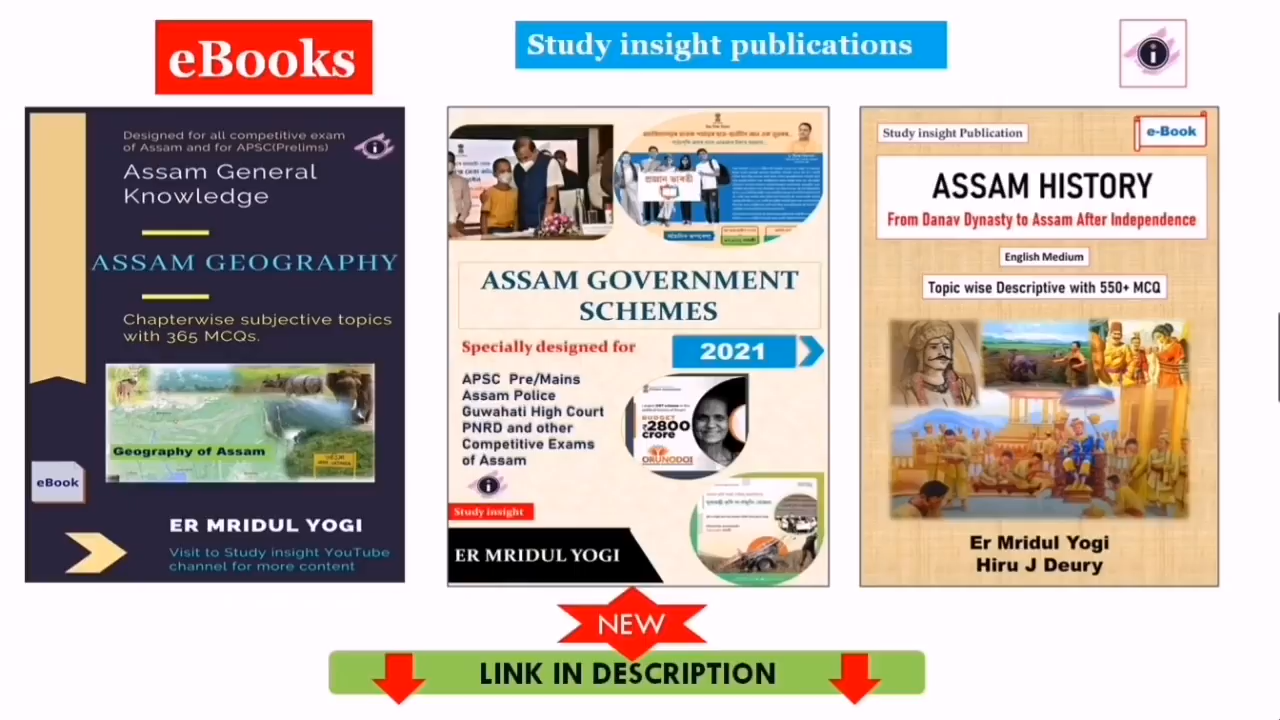 eBooks
Study insight publications
Designed for all competitive exam
of Assam and for APSC(Prelims)
Assam General
Knowledge
ASSAM GEOGRAPHY
Chapterwise subjective topics
with 365 MCQs.
Geography of Assam
eBook
ER MRIDUL YOGI
Visit to Study insight YouTube
channel for more content
প্ৰজ্ঞান ভাৰতী
ASSAM GOVERNMENT
SCHEMES
Specially designed for
2021
APSC Pre/Mains
Assam Police
Guwahati High Court
PNRD and other
Competitive Exams
of Assam
BUDGET
₹2800
crore
ORUNODOI
Study insight
ER MRIDUL YOGI
Study insight Publication
e-Book
ASSAM HISTORY
From Danav Dynasty to Assam After Independence
English Medium
Topic wise Descriptive with 550+ MCQ
Er Mridul Yogi
Hiru J Deury
NEW
LINK IN DESCRIPTION